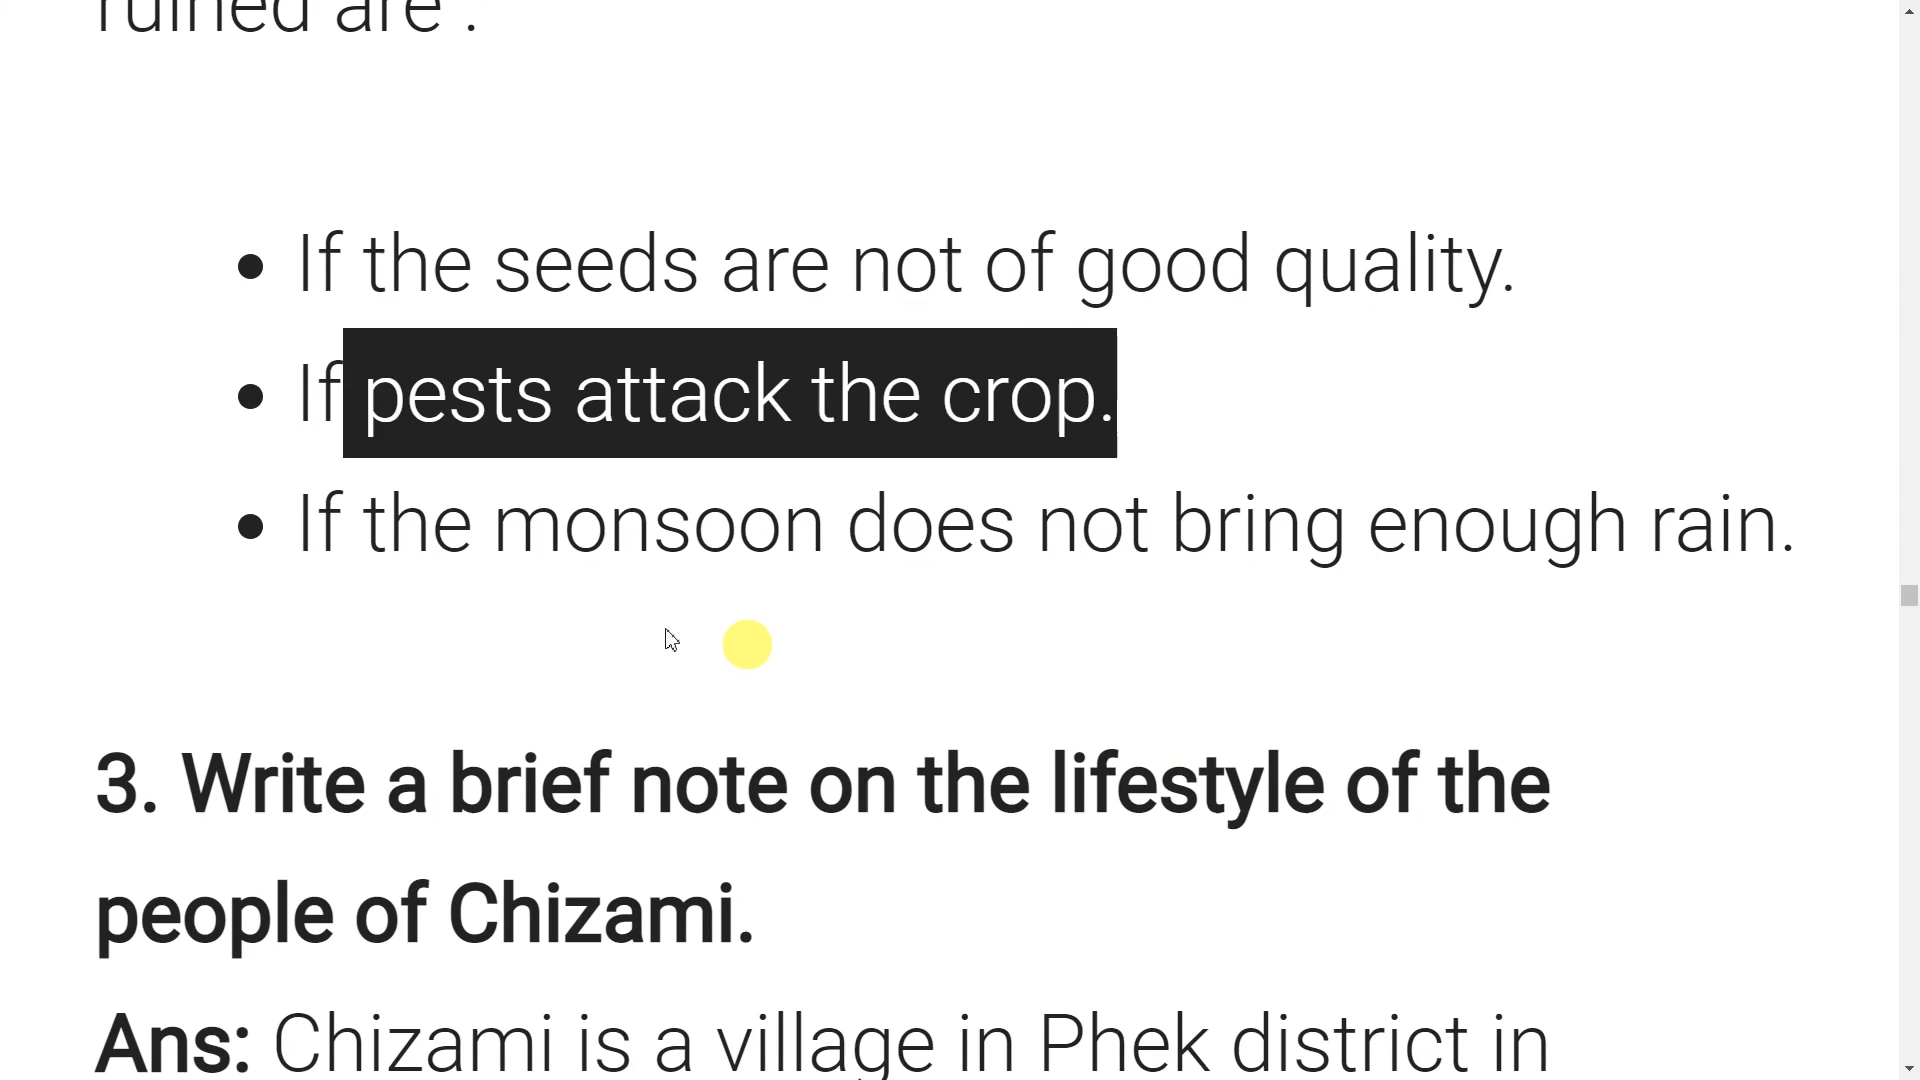 ruined are :
• If the seeds are not of good quality.
• If pests attack the crop.
• If the monsoon does not bring enough rain.
3. Write a brief note on the lifestyle of the
people of Chizami.
Ans: Chizami is a village in Phek district in